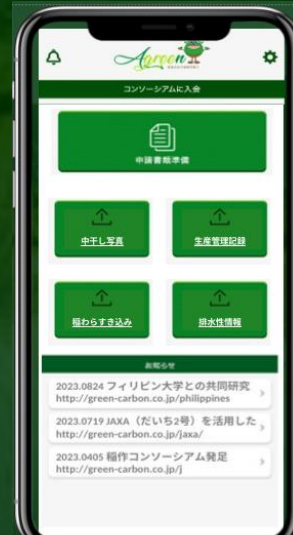 Agreen
コンソーシアムに入会
申請書類準備
中干し写真
生産管理記録
稲わらすき込み
排水性情報
お知らせ
2023.0824 フィリピン大学との共同研究
http://green-carbon.co.jp/philippines
2023.0719 JAXA（だいち2号）を活用した
http://green-carbon.co.jp/jaxa/
2023.0405 稲作コンソーシアム発足
http://green-carbon.co.jp/j